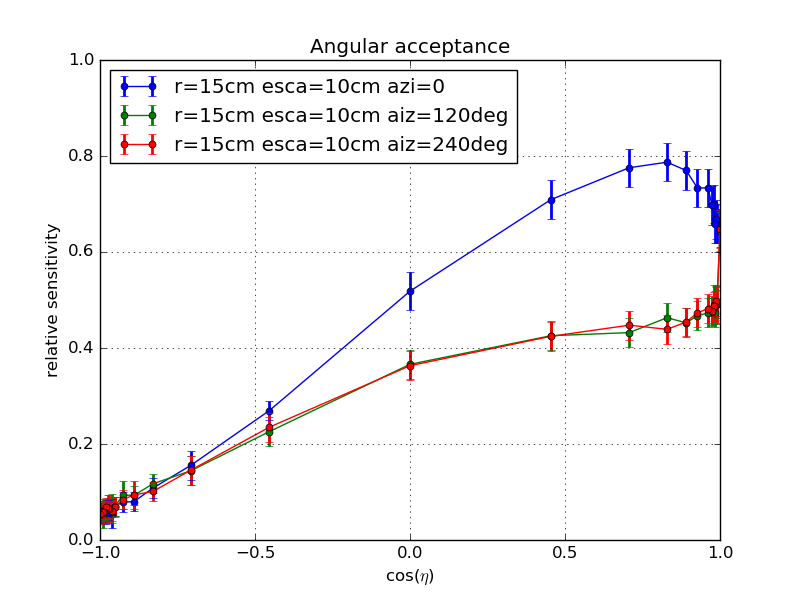 Angular acceptance
1.0
r=15cm esca=10cm azi=0
r=15cm esca=10cm aiz=120deg
r=15cm esca=10cm aiz=240deg
0.8
0.6
relative sensitivity
0.4
0.2
0.0
−1.0 −0.5 0.0 0.5 1.0
cos(η)